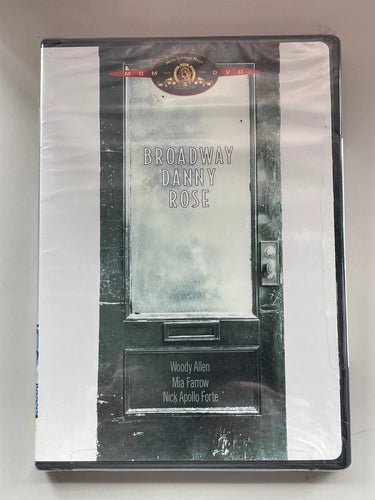 MGM DVD
BROADWAY
DANNY
ROSE
Woody Allen
Mia Farrow
Nick Apollo Forte